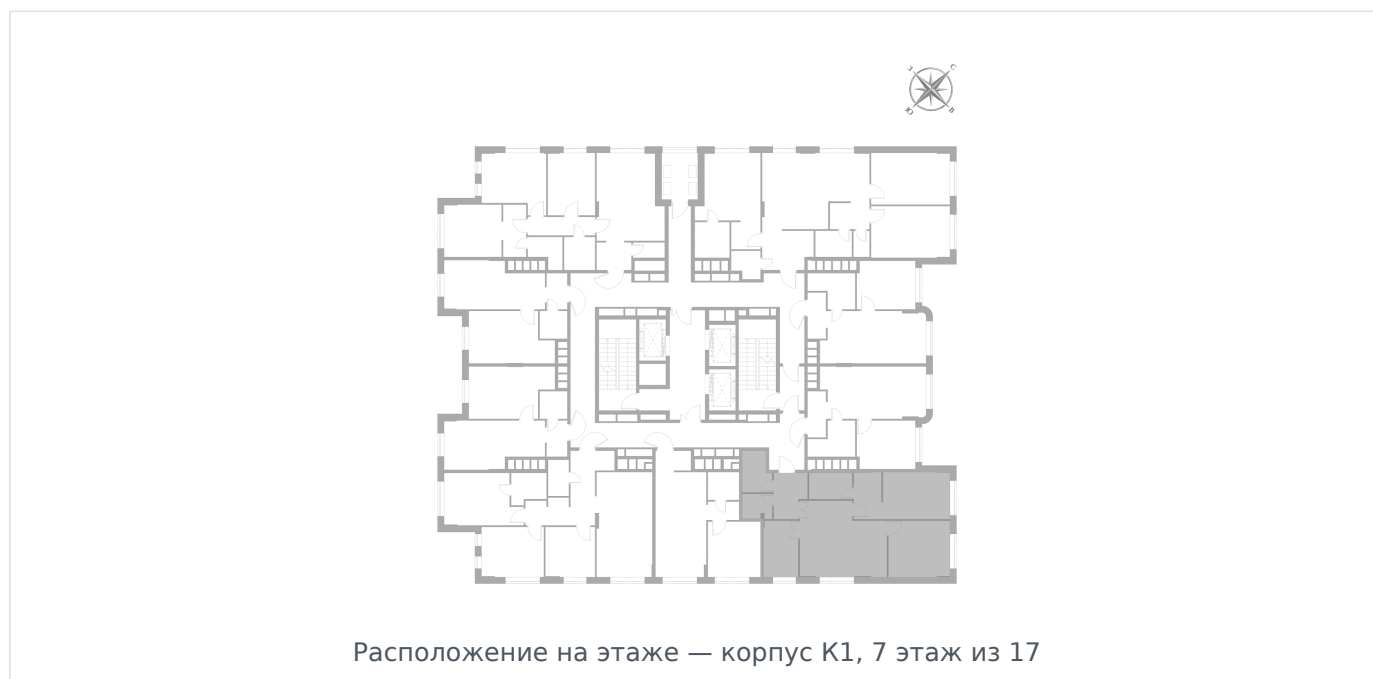 З С
Ю В
Расположение на этаже — корпус К1, 7 этаж из 17